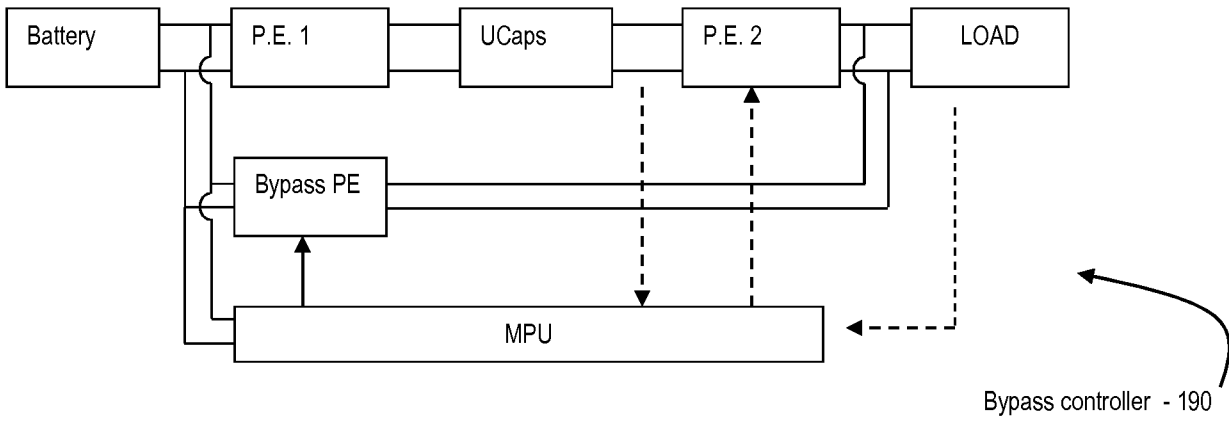 Battery
P.E. 1
UCaps
P.E. 2
LOAD
Bypass PE
MPU
Bypass controller - 190